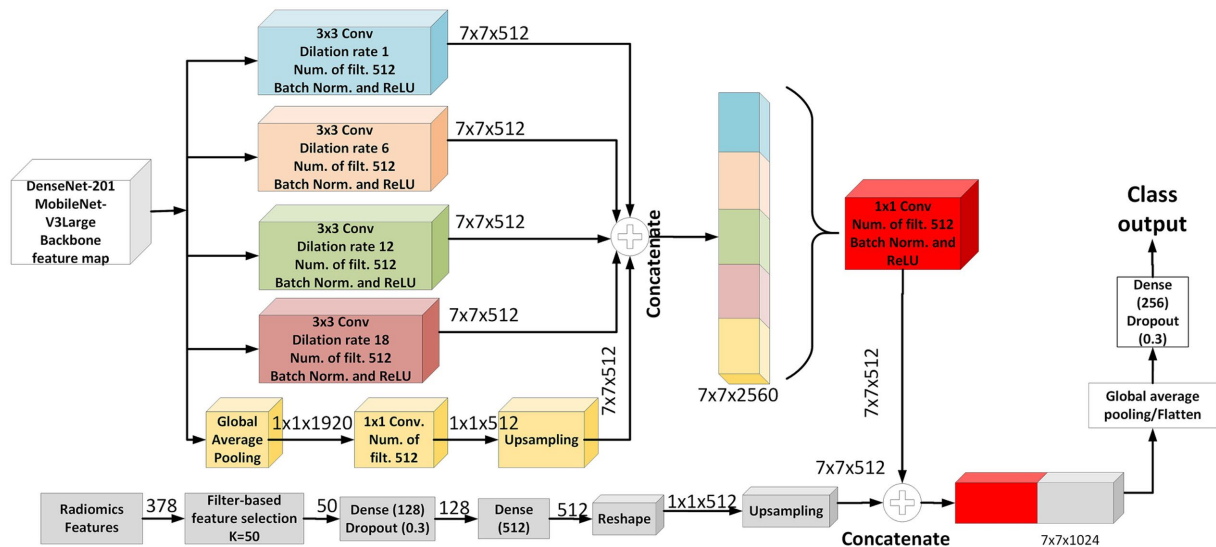 DenseNet-201
MobileNet-
V3Large
Backbone
feature map
3x3 Conv
Dilation rate 1
Num. of filt. 512
Batch Norm. and ReLU
7x7x512
3x3 Conv
Dilation rate 6
Num. of filt. 512
Batch Norm. and ReLU
7x7x512
3x3 Conv
Dilation rate 12
Num. of filt. 512
Batch Norm. and ReLU
7x7x512
3x3 Conv
Dilation rate 18
Num. of filt. 512
Batch Norm. and ReLU
7x7x512
Global
Average
Pooling
1x1x1920
1x1 Conv.
Num. of
filt. 512
1x1x512
Upsampling
7x7x512
Concatenate
7x7x2560
1x1 Conv
Num. of filt. 512
Batch Norm. and
ReLU
7x7x512
Radiomics
Features
378
Filter-based
feature selection
K=50
50
Dense (128)
Dropout (0.3)
128
Dense
(512)
512
Reshape
1x1x512
Upsampling
7x7x512
Concatenate
7x7x1024
Global average
pooling/Flatten
Dense
(256)
Dropout
(0.3)
Class
output